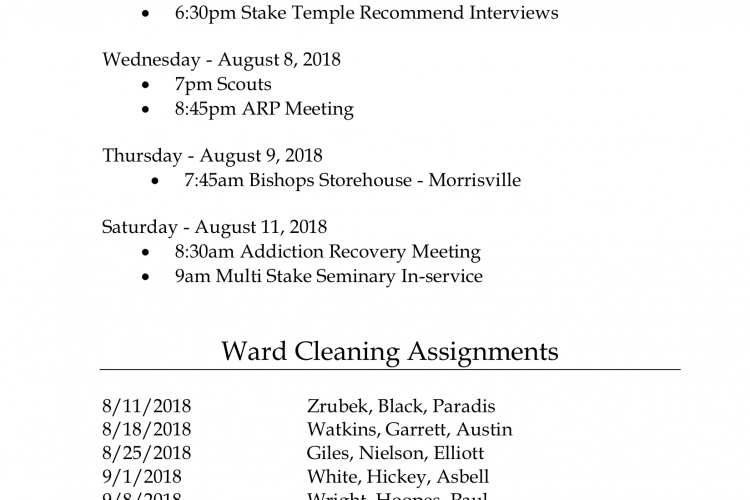 • 6:30pm Stake Temple Recommend Interviews
Wednesday - August 8, 2018
• 7pm Scouts
• 8:45pm ARP Meeting
Thursday - August 9, 2018
• 7:45am Bishops Storehouse - Morrisville
Saturday - August 11, 2018
• 8:30am Addiction Recovery Meeting
• 9am Multi Stake Seminary In-service
Ward Cleaning Assignments
8/11/2018 Zrubek, Black, Paradis
8/18/2018 Watkins, Garrett, Austin
8/25/2018 Giles, Nielson, Elliott
9/1/2018 White, Hickey, Asbell
9/8/2018 Wright, Hoopes, Paul